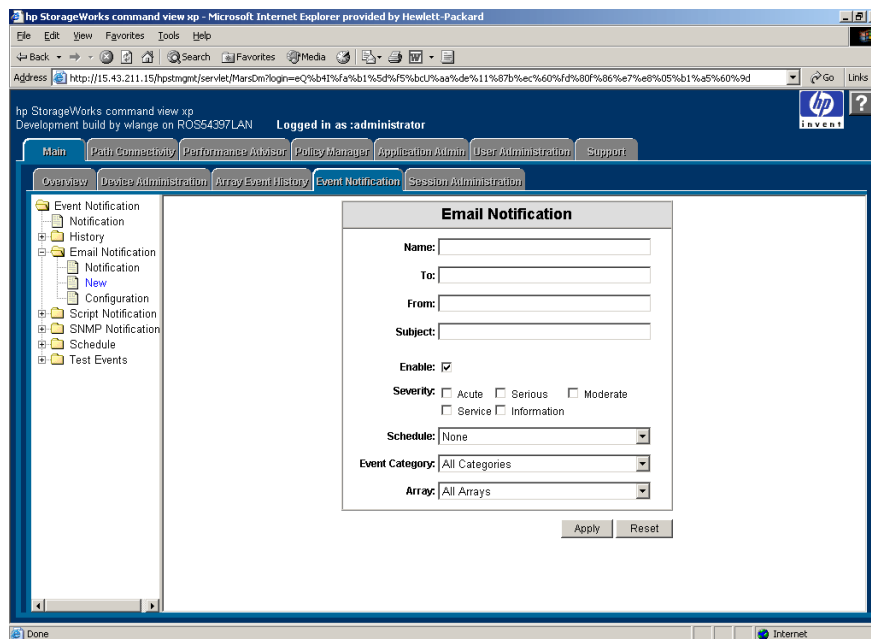 hp StorageWorks command view xp - Microsoft Internet Explorer provided by Hewlett-Packard
File Edit View Favorites Tools Help
Back Search Favorites Media
Address http://15.43.211.15/hpstmgmt/servlet/MarsDm?login=eQ%b4I%fa%b1%5d%f5%bcU%aa%de%11%87b%ec%60%fd%80f%86%e7%e8%05%b1%a5%60%9d Go Links
hp StorageWorks command view xp
Development build by wlange on ROS54397LAN Logged in as :administrator
hp
invent
?
Main Path Connectivity Performance Advisor Policy Manager Application Admin User Administration Support
Overview Device Administration Array Event History Event Notification Session Administration
Event Notification
Notification
History
Email Notification
Notification
New
Configuration
Script Notification
SNMP Notification
Schedule
Test Events
Email Notification
Name:
To:
From:
Subject:
Enable:
Severity: Acute Serious Moderate
Service Information
Schedule: None
Event Category: All Categories
Array: All Arrays
Apply Reset
Done Internet